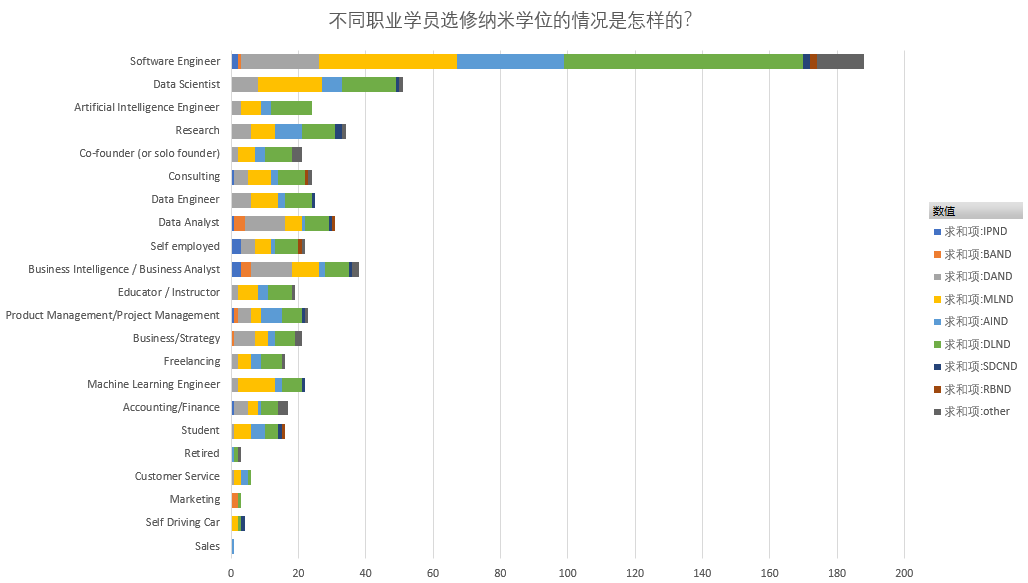 不同职业学员选修纳米学位的情况是怎样的?
Software Engineer
Data Scientist
Artificial Intelligence Engineer
Research
Co-founder (or solo founder)
Consulting
Data Engineer
Data Analyst
Self employed
Business Intelligence / Business Analyst
Educator / Instructor
Product Management/Project Management
Business/Strategy
Freelancing
Machine Learning Engineer
Accounting/Finance
Student
Retired
Customer Service
Marketing
Self Driving Car
Sales
0 20 40 60 80 100 120 140 160 180 200
数值
求和项:IPND
求和项:BAND
求和项:DAND
求和项:MLND
求和项:AIND
求和项:DLND
求和项:SDCND
求和项:RBND
求和项:other